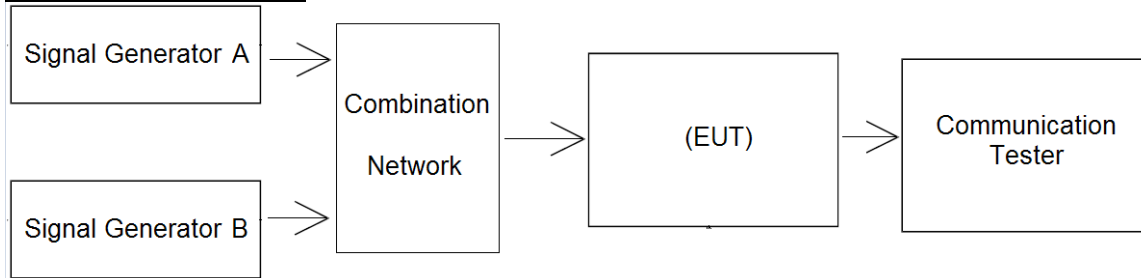 Signal Generator A
Combination
Network
(EUT)
Communication
Tester
Signal Generator B